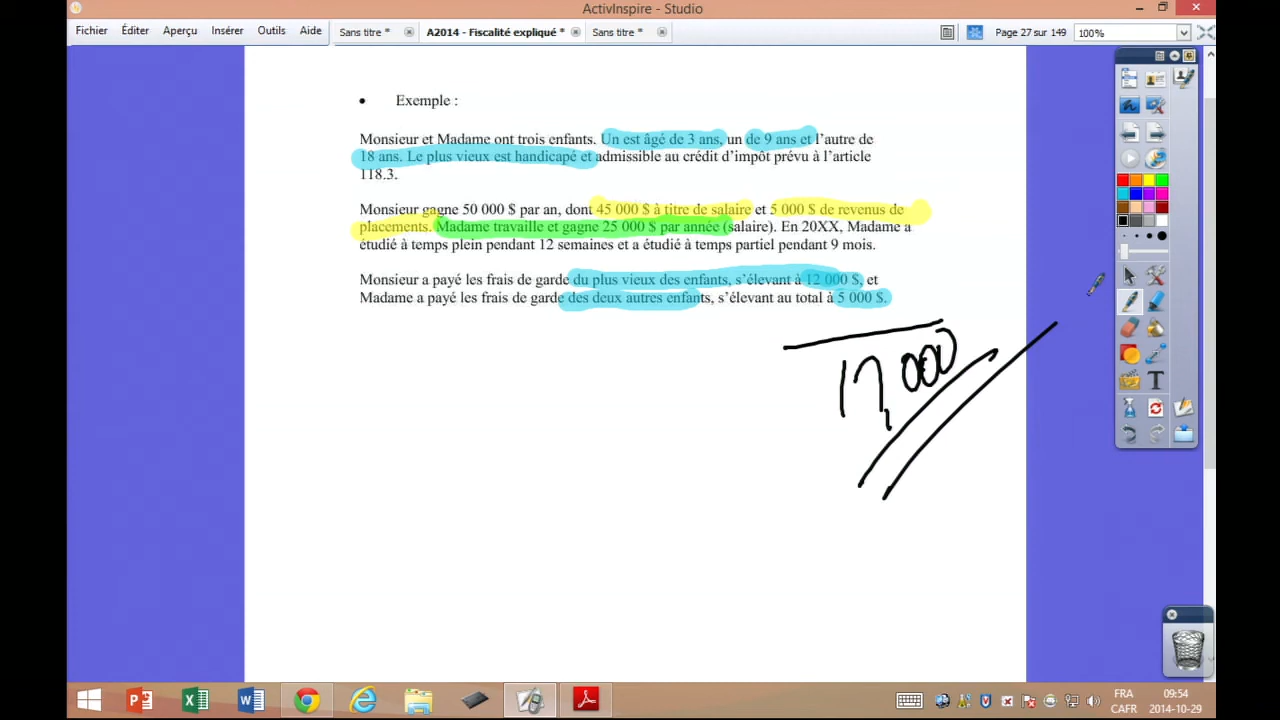 ActivInspire - Studio
Fichier Éditer Aperçu Insérer Outils Aide
Sans titre * A2014 - Fiscalité expliqué * Sans titre *
Page 27 sur 149 100%
• Exemple :
Monsieur et Madame ont trois enfants. Un est âgé de 3 ans, un de 9 ans et l’autre de
18 ans. Le plus vieux est handicapé et admissible au crédit d’impôt prévu à l’article
118.3.
Monsieur gagne 50 000 $ par an, dont 45 000 $ à titre de salaire et 5 000 $ de revenus de
placements. Madame travaille et gagne 25 000 $ par année (salaire). En 20XX, Madame a
étudié à temps plein pendant 12 semaines et a étudié à temps partiel pendant 9 mois.
Monsieur a payé les frais de garde du plus vieux des enfants, s’élevant à 12 000 $, et
Madame a payé les frais de garde des deux autres enfants, s’élevant au total à 5 000 $.
17,000
FRA 09:54
CAFR 2014-10-29